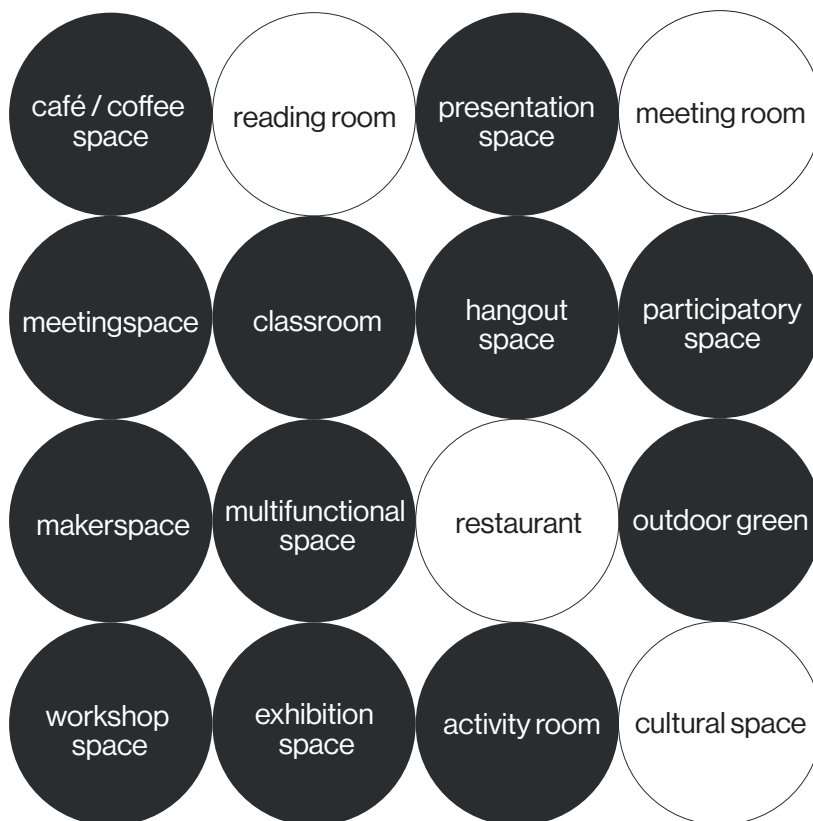 café / coffee
space
reading room
presentation
space
meeting room
meetingspace
classroom
hangout
space
participatory
space
makerspace
multifunctional
space
restaurant
outdoor green
workshop
space
exhibition
space
activity room
cultural space